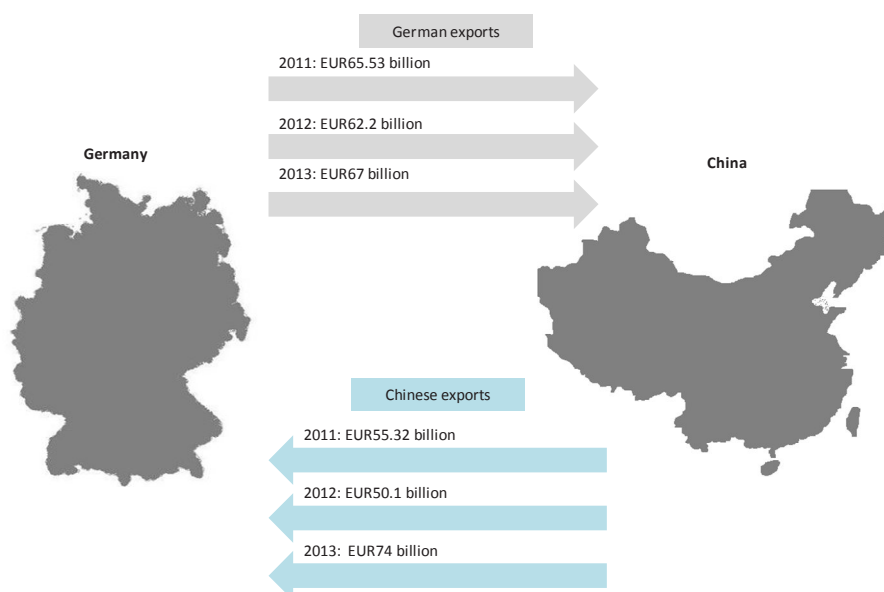 German exports
2011: EUR65.53 billion
2012: EUR62.2 billion
2013: EUR67 billion
Germany
China
Chinese exports
2011: EUR55.32 billion
2012: EUR50.1 billion
2013:  EUR74 billion